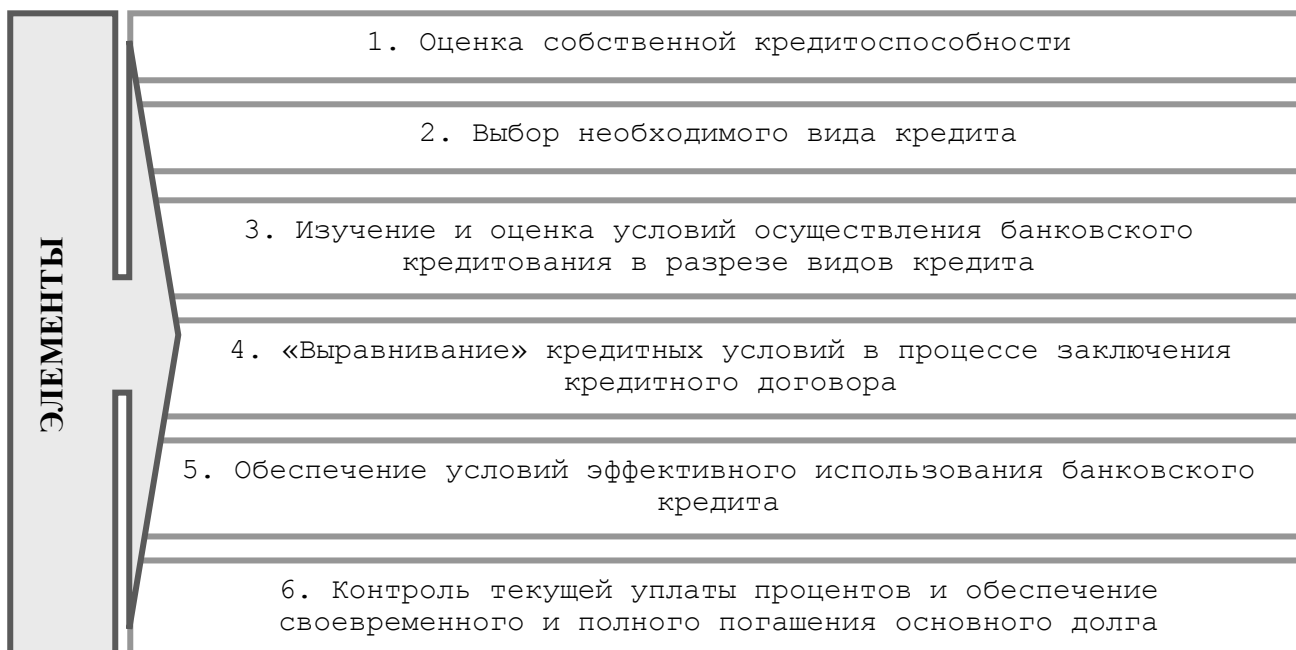 ЭЛЕМЕНТЫ
1. Оценка собственной кредитоспособности
2. Выбор необходимого вида кредита
3. Изучение и оценка условий осуществления банковского
кредитования в разрезе видов кредита
4. «Выравнивание» кредитных условий в процессе заключения
кредитного договора
5. Обеспечение условий эффективного использования банковского
кредита
6. Контроль текущей уплаты процентов и обеспечение
своевременного и полного погашения основного долга